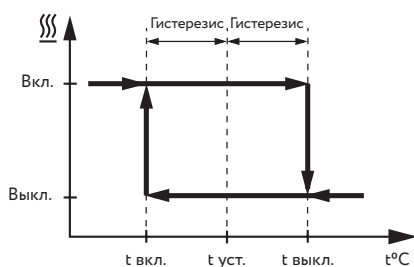 Гистерезис Гистерезис
Вкл.
Выкл.
t вкл. t уст. t выкл. t°C